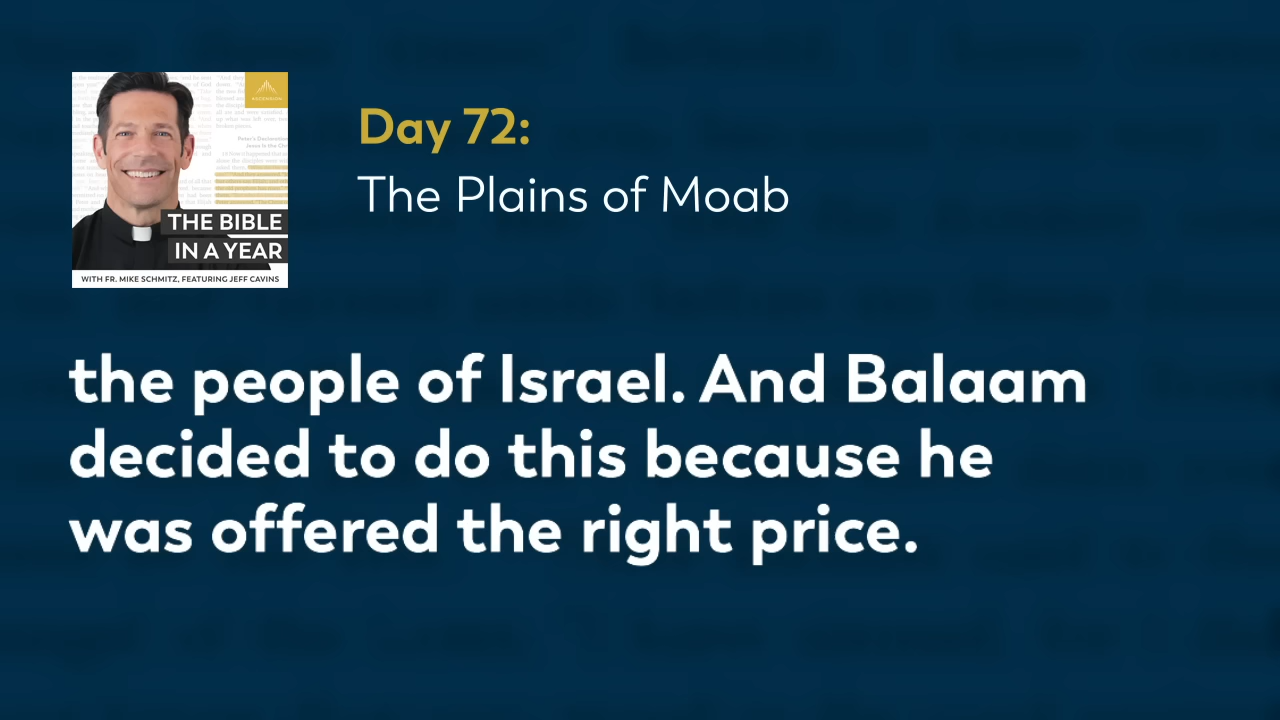 ASCENSION
THE BIBLE
IN A YEAR
WITH FR. MIKE SCHMITZ, FEATURING JEFF CAVINS
Day 72:
The Plains of Moab
the people of Israel. And Balaam
decided to do this because he
was offered the right price.